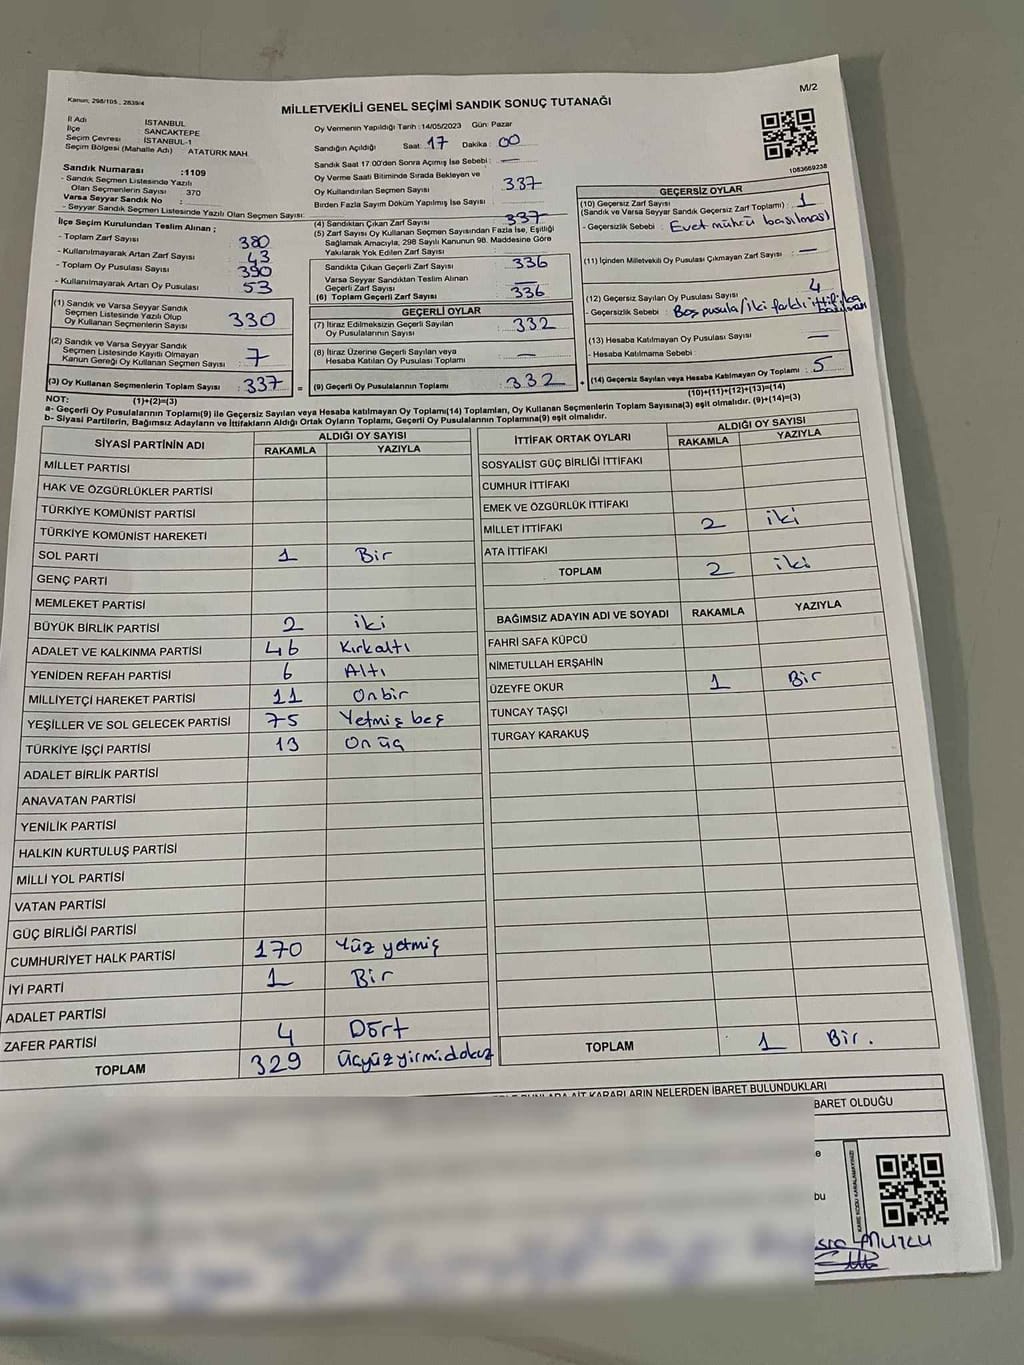 Kanun; 298/105., 2839/4
M/2
MİLLETVEKİLİ GENEL SEÇİMİ SANDIK SONUÇ TUTANAĞI
İl Adı İSTANBUL
İlçe SANCAKTEPE
Seçim Çevresi İSTANBUL-1
Seçim Bölgesi (Mahalle Adı) ATATÜRK MAH.
Sandık Numarası :1109
- Sandık Seçmen Listesinde Yazılı
Olan Seçmenlerin Sayısı 370
Varsa Seyyar Sandık No :
- Seyyar Sandık Seçmen Listesinde Yazılı Olan Seçmen Sayısı:
Oy Vermenin Yapıldığı Tarih :14/05/2023 Gün: Pazar
Sandığın Açıldığı Saat: 17 Dakika: 00
Sandık Saat 17:00'den Sonra Açımış İse Sebebi: —
Oy Verme Saati Bitiminde Sırada Bekleyen ve
Oy Kullandırılan Seçmen Sayısı 337
Birden Fazla Sayım Döküm Yapılmış İse Sayısı
1083669238
İlçe Seçim Kurulundan Teslim Alınan ;
- Toplam Zarf Sayısı 380
- Kullanılmayarak Artan Zarf Sayısı 43
- Toplam Oy Pusulası Sayısı 390
- Kullanılmayarak Artan Oy Pusulası 53
(1) Sandık ve Varsa Seyyar Sandık
Seçmen Listesinde Yazılı Olup
Oy Kullanan Seçmenlerin Sayısı 330
(2) Sandık ve Varsa Seyyar Sandık
Seçmen Listesinde Kayıtlı Olmayan
Kanun Gereği Oy Kullanan Seçmen Sayısı 7
(3) Oy Kullanan Seçmenlerin Toplam Sayısı : 337 =
(1)+(2)=(3)
(4) Sandıktan Çıkan Zarf Sayısı 337
(5) Zarf Sayısı Oy Kullanan Seçmen Sayısından Fazla İse, Eşitliği
Sağlamak Amacıyla, 298 Sayılı Kanunun 98. Maddesine Göre
Yakılarak Yok Edilen Zarf Sayısı
Sandıkta Çıkan Geçerli Zarf Sayısı 336
Varsa Seyyar Sandıktan Teslim Alınan
Geçerli Zarf Sayısı —
(6) Toplam Geçerli Zarf Sayısı 336
GEÇERLİ OYLAR
(7) İtiraz Edilmeksizin Geçerli Sayılan
Oy Pusulalarının Sayısı 332
(8) İtiraz Üzerine Geçerli Sayılan veya
Hesaba Katılan Oy Pusulası Toplamı —
(9) Geçerli Oy Pusulalarının Toplamı : 332 +
GEÇERSİZ OYLAR
(10) Geçersiz Zarf Sayısı
(Sandık ve Varsa Seyyar Sandık Geçersiz Zarf Toplamı) : 1
- Geçersizlik Sebebi : Evet mührü basılması
(11) İçinden Milletvekili Oy Pusulası Çıkmayan Zarf Sayısı : —
(12) Geçersiz Sayılan Oy Pusulası Sayısı 4
- Geçersizlik Sebebi : Boş pusula/iki farklı ittifaka
(13) Hesaba Katılmayan Oy Pusulası Sayısı —
- Hesaba Katılmama Sebebi :
(14) Geçersiz Sayılan veya Hesaba Katılmayan Oy Toplamı : 5
(10)+(11)+(12)+(13)=(14)
NOT:
a- Geçerli Oy Pusulalarının Toplamı(9) ile Geçersiz Sayılan veya Hesaba katılmayan Oy Toplamı(14) Toplamları, Oy Kullanan Seçmenlerin Toplam Sayısına(3) eşit olmalıdır. (9)+(14)=(3)
b- Siyasi Partilerin, Bağımsız Adayların ve İttifakların Aldığı Ortak Oyların Toplamı, Geçerli Oy Pusulalarının Toplamına(9) eşit olmalıdır.
SİYASİ PARTİNİN ADI ALDIĞI OY SAYISI
RAKAMLA YAZIYLA
MİLLET PARTİSİ
HAK VE ÖZGÜRLÜKLER PARTİSİ
TÜRKİYE KOMÜNİST PARTİSİ
TÜRKİYE KOMÜNİST HAREKETİ
SOL PARTİ 1 Bir
GENÇ PARTİ
MEMLEKET PARTİSİ
BÜYÜK BİRLİK PARTİSİ 2 iki
ADALET VE KALKINMA PARTİSİ 46 Kırkaltı
YENİDEN REFAH PARTİSİ 6 Altı
MİLLİYETÇİ HAREKET PARTİSİ 11 Onbir
YEŞİLLER VE SOL GELECEK PARTİSİ 75 Yetmiş beş
TÜRKİYE İŞÇİ PARTİSİ 13 On üç
ADALET BİRLİK PARTİSİ
ANAVATAN PARTİSİ
YENİLİK PARTİSİ
HALKIN KURTULUŞ PARTİSİ
MİLLİ YOL PARTİSİ
VATAN PARTİSİ
GÜÇ BİRLİĞİ PARTİSİ
CUMHURİYET HALK PARTİSİ 170 Yüz yetmiş
İYİ PARTİ 1 Bir
ADALET PARTİSİ
ZAFER PARTİSİ 4 Dört
TOPLAM 329 Üçyüzyirmidokuz
İTTİFAK ORTAK OYLARI ALDIĞI OY SAYISI
RAKAMLA YAZIYLA
SOSYALİST GÜÇ BİRLİĞİ İTTİFAKI
CUMHUR İTTİFAKI
EMEK VE ÖZGÜRLÜK İTTİFAKI
MİLLET İTTİFAKI 2 iki
ATA İTTİFAKI
TOPLAM 2 iki
BAĞIMSIZ ADAYIN ADI VE SOYADI RAKAMLA YAZIYLA
FAHRİ SAFA KÜPCÜ
NİMETULLAH ERŞAHİN
ÜZEYFE OKUR 1 Bir
TUNCAY TAŞÇI
TURGAY KARAKUŞ
TOPLAM 1 Bir.
KARARLARIN NELERDEN İBARET BULUNDUKLARI
BARET OLDUĞU
bu